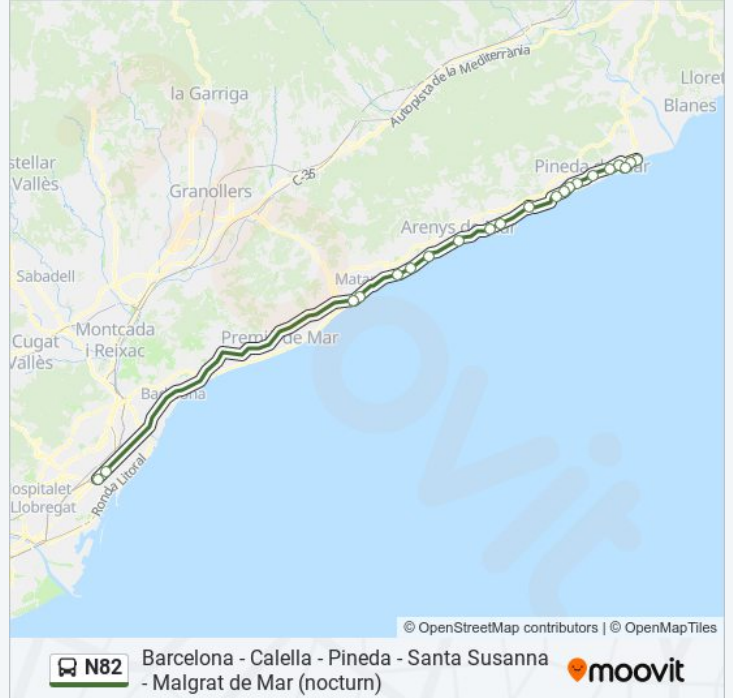 la Garriga
Autopista de la Mediterrània
Lloret
Blanes
C-35
stellar
Vallès
Granollers
Pineda de Mar
Arenys de Mar
Sabadell
Matar
Montcada
i Reixac
Cugat
Vallès
Premià de Mar
Badalona
ospitalet
Llobregat
Ronda Litoral
ovit
© OpenStreetMap contributors | © OpenMapTiles
N82
Barcelona - Calella - Pineda - Santa Susanna
- Malgrat de Mar (nocturn)
moovit